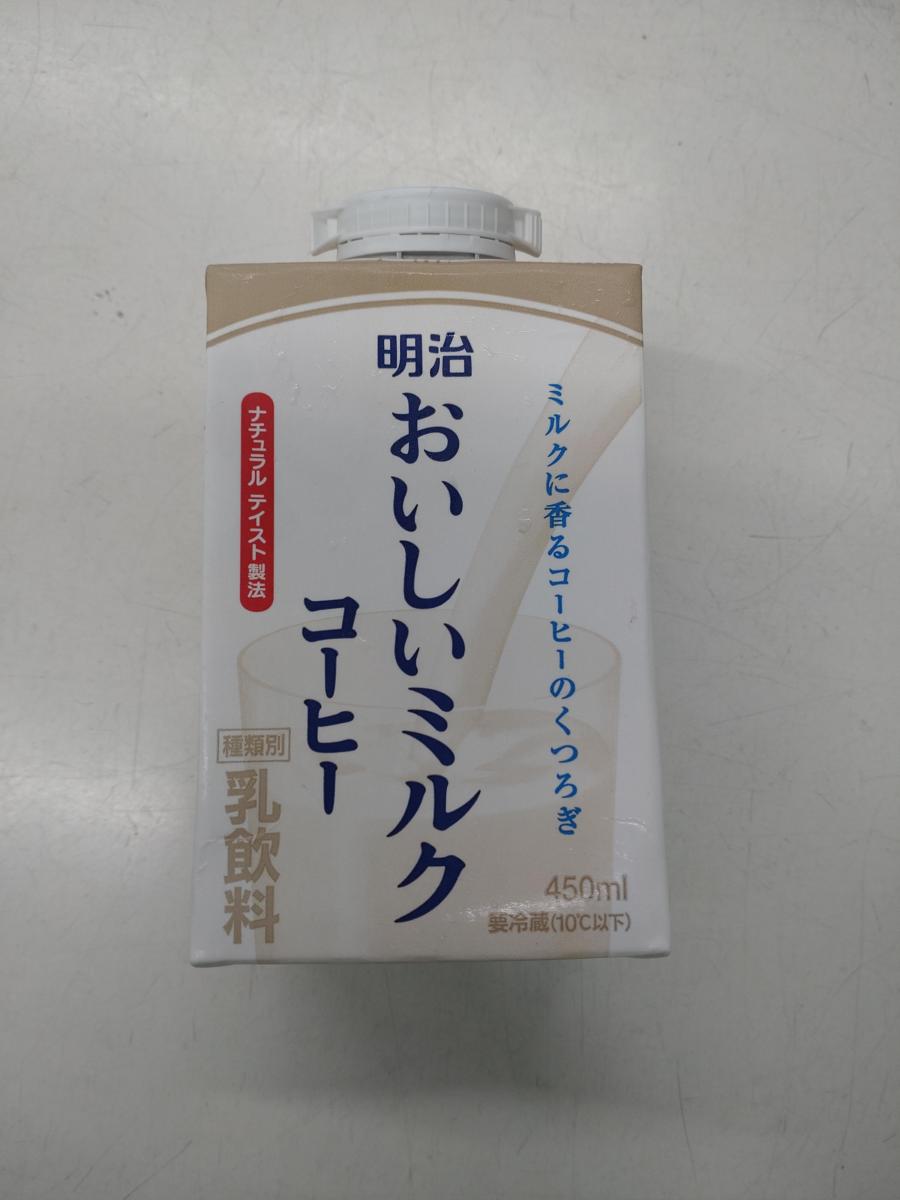 明治
おいしいミルク
コーヒー
ミルクに香るコーヒーのくつろぎ
ナチュラル テイスト製法
種類別
乳飲料
450ml
要冷蔵(10℃以下)